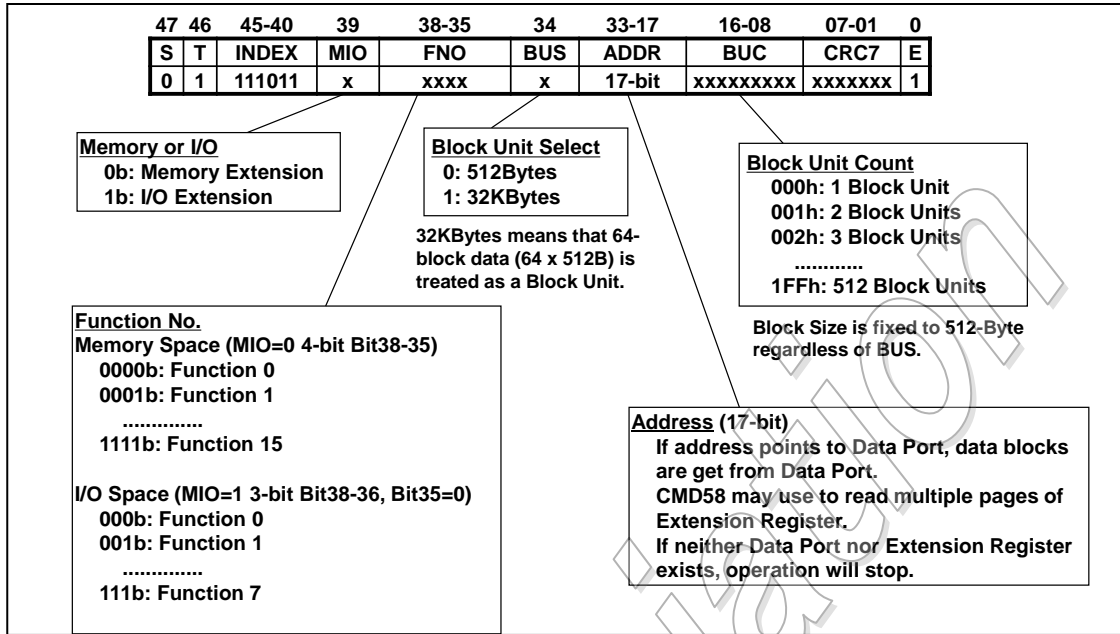 47 46 45-40 39 38-35 34 33-17 16-08 07-01 0
S T INDEX MIO FNO BUS ADDR BUC CRC7 E
0 1 111011 x xxxx x 17-bit xxxxxxxxx xxxxxxx 1
Memory or I/O
0b: Memory Extension
1b: I/O Extension
Block Unit Select
0: 512Bytes
1: 32KBytes
32KBytes means that 64-
block data (64 x 512B) is
treated as a Block Unit.
Block Unit Count
000h: 1 Block Unit
001h: 2 Block Units
002h: 3 Block Units
............
1FFh: 512 Block Units
Block Size is fixed to 512-Byte
regardless of BUS.
Function No.
Memory Space (MIO=0 4-bit Bit38-35)
0000b: Function 0
0001b: Function 1
..............
1111b: Function 15
I/O Space (MIO=1 3-bit Bit38-36, Bit35=0)
000b: Function 0
001b: Function 1
..............
111b: Function 7
Address (17-bit)
If address points to Data Port, data blocks
are get from Data Port.
CMD58 may use to read multiple pages of
Extension Register.
If neither Data Port nor Extension Register
exists, operation will stop.
iation